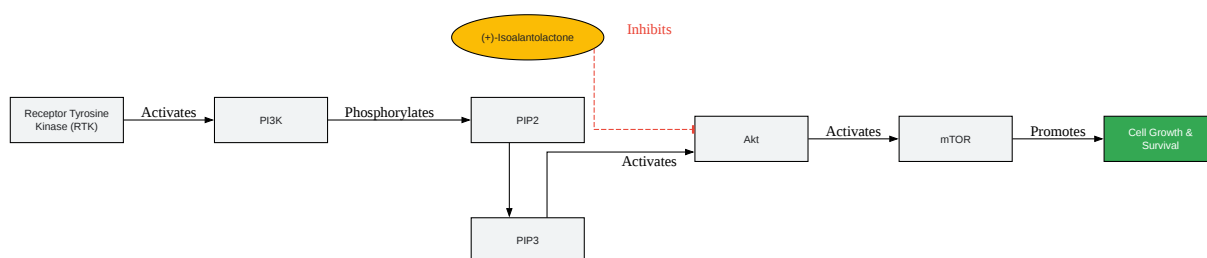 (+)-Isoalantolactone
Inhibits
Receptor Tyrosine
Kinase (RTK)
Activates
PI3K
Phosphorylates
PIP2
Activates
Akt
Activates
mTOR
Promotes
Cell Growth &
Survival
PIP3